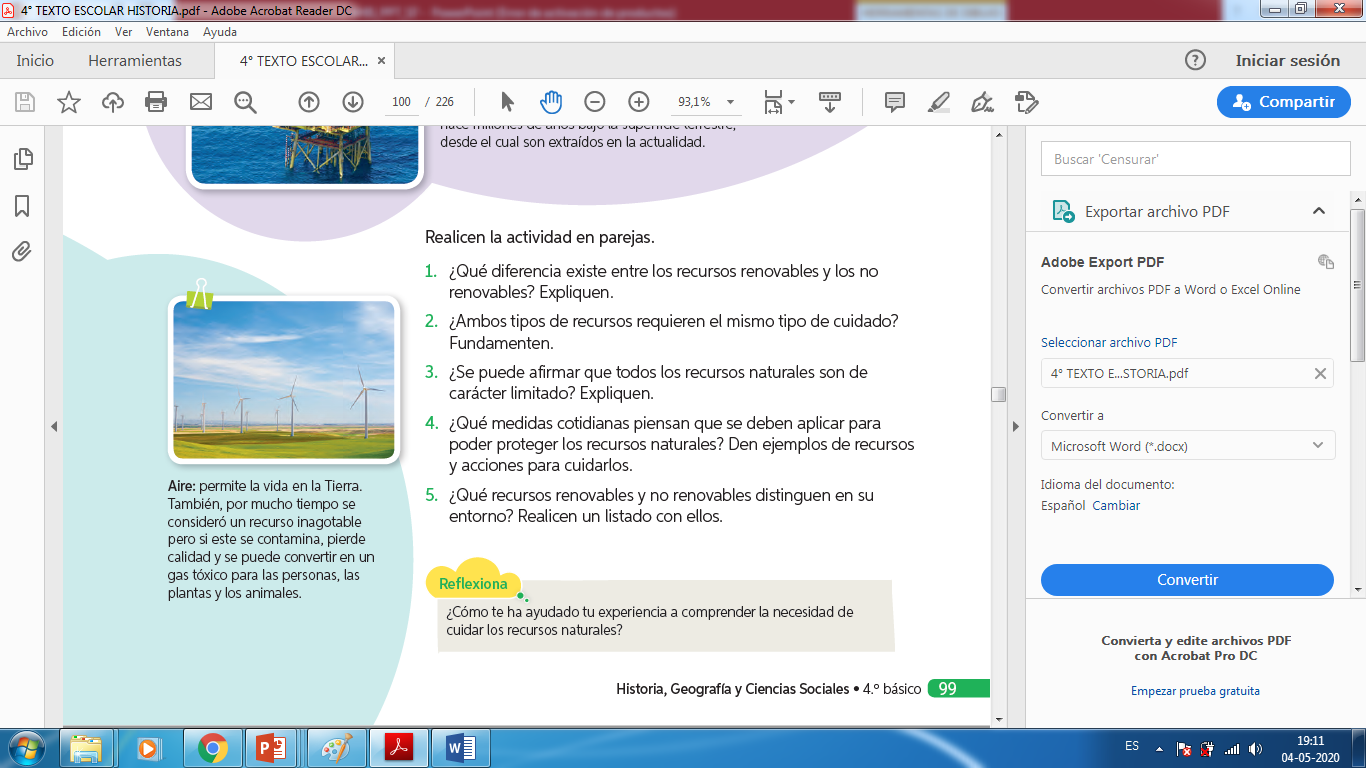 4° TEXTO ESCOLAR HISTORIA.pdf - Adobe Acrobat Reader DC
Archivo Edición Ver Ventana Ayuda
Inicio Herramientas 4° TEXTO ESCOLAR... × Iniciar sesión
100 / 226 93,1% Compartir
desde el cual son extraídos en la actualidad.
Realicen la actividad en parejas.
1. ¿Qué diferencia existe entre los recursos renovables y los no
renovables? Expliquen.
2. ¿Ambos tipos de recursos requieren el mismo tipo de cuidado?
Fundamenten.
3. ¿Se puede afirmar que todos los recursos naturales son de
carácter limitado? Expliquen.
4. ¿Qué medidas cotidianas piensan que se deben aplicar para
poder proteger los recursos naturales? Den ejemplos de recursos
y acciones para cuidarlos.
5. ¿Qué recursos renovables y no renovables distinguen en su
entorno? Realicen un listado con ellos.
Aire: permite la vida en la Tierra.
También, por mucho tiempo se
consideró un recurso inagotable
pero si este se contamina, pierde
calidad y se puede convertir en un
gas tóxico para las personas, las
plantas y los animales.
Reflexiona
¿Cómo te ha ayudado tu experiencia a comprender la necesidad de
cuidar los recursos naturales?
Historia, Geografía y Ciencias Sociales • 4.º básico 99
Buscar 'Censurar'
Exportar archivo PDF
Adobe Export PDF
Convertir archivos PDF a Word o Excel Online
Seleccionar archivo PDF
4° TEXTO E...STORIA.pdf
Convertir a
Microsoft Word (*.docx)
Idioma del documento:
Español Cambiar
Convertir
Convierta y edite archivos PDF
con Acrobat Pro DC
Empezar prueba gratuita
ES
19:11
04-05-2020